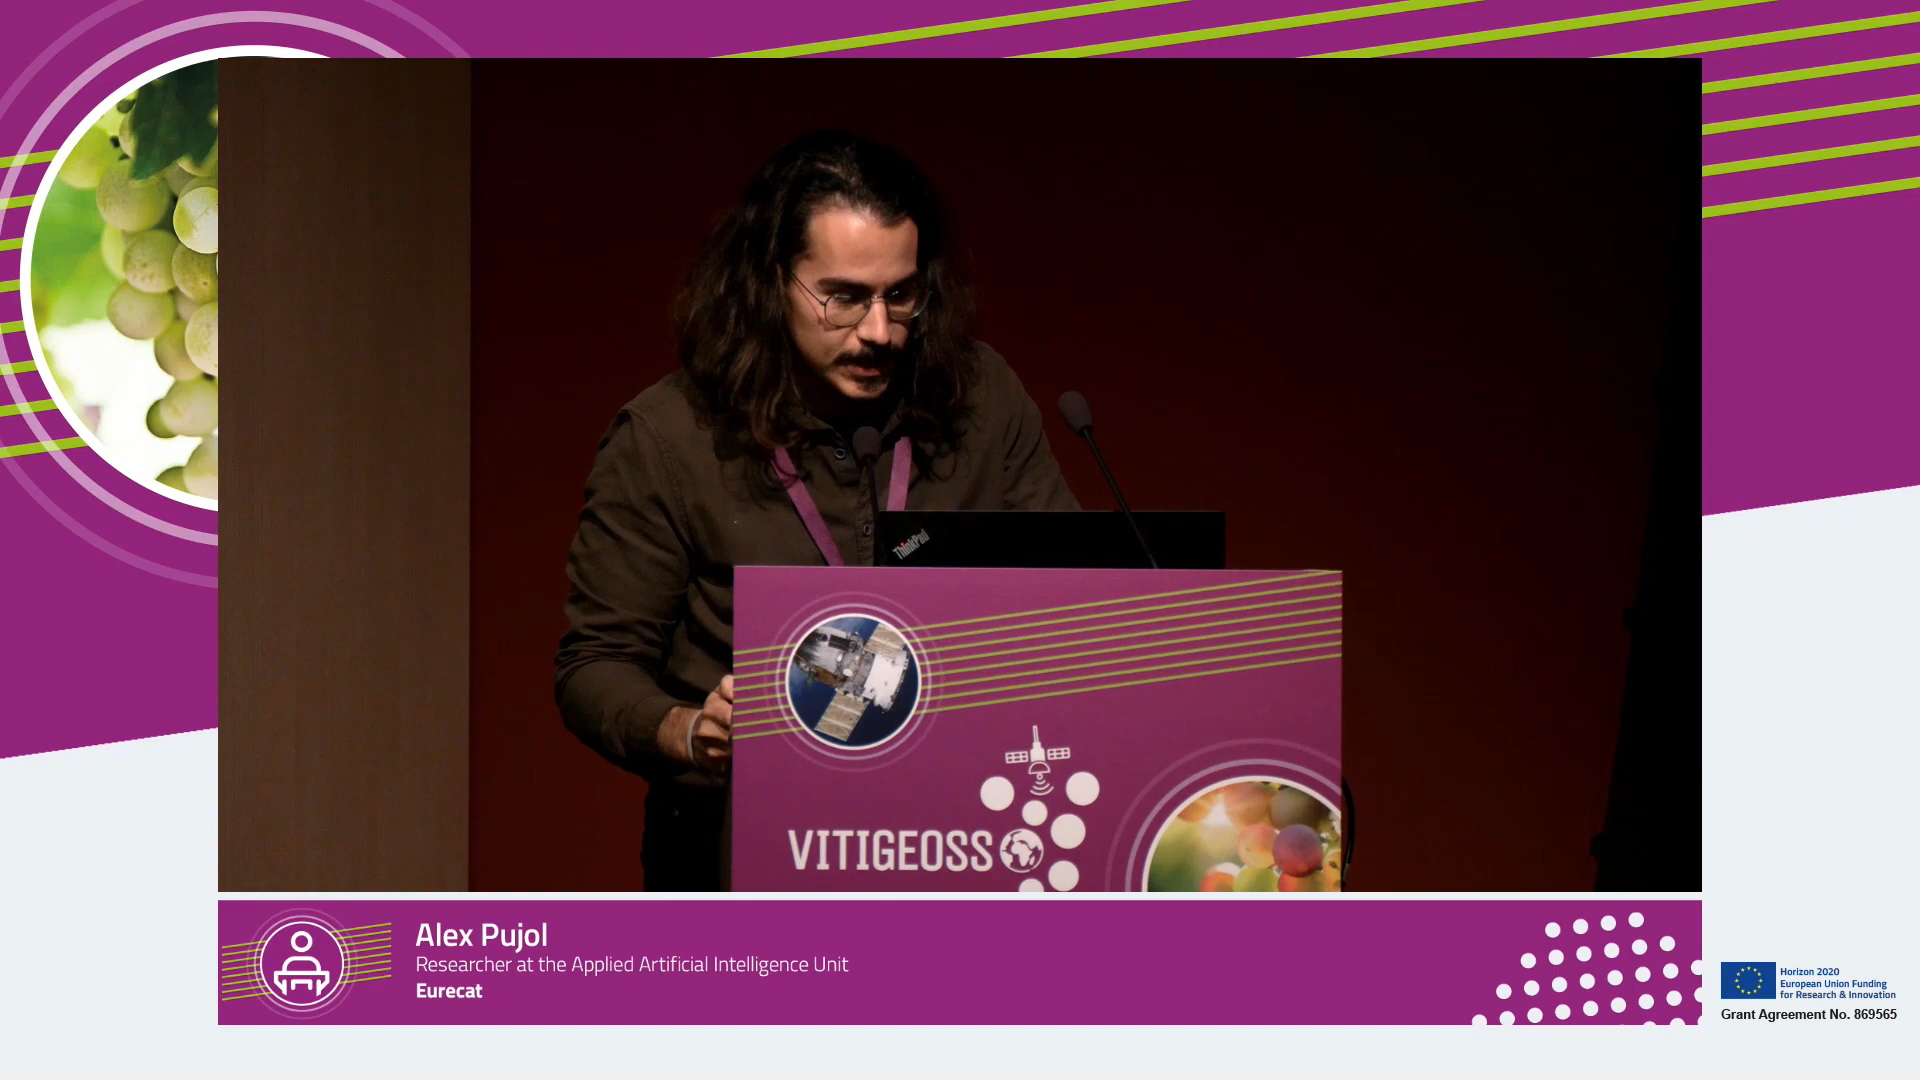 ThinkPad
VITIGEOSS
Alex Pujol
Researcher at the Applied Artificial Intelligence Unit
Eurecat
Horizon 2020
European Union Funding
for Research & Innovation
Grant Agreement No. 869565